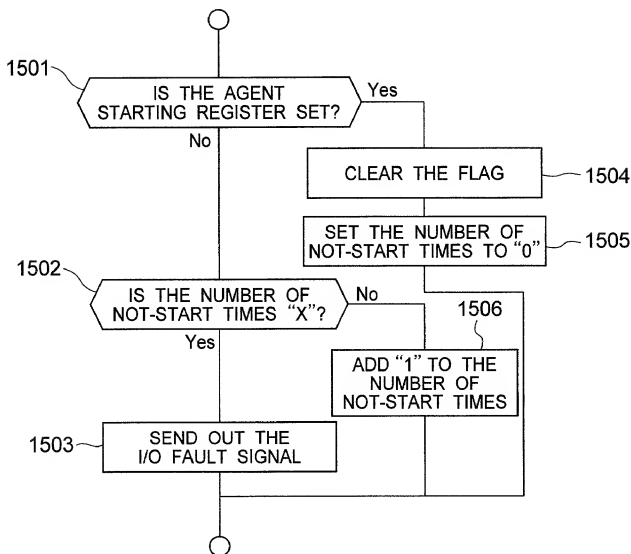 1501
IS THE AGENT
STARTING REGISTER SET?
Yes
No
CLEAR THE FLAG
1504
SET THE NUMBER OF
NOT-START TIMES TO "0"
1505
1502
IS THE NUMBER OF
NOT-START TIMES "X"?
No
Yes
1506
ADD "1" TO THE
NUMBER OF
NOT-START TIMES
1503
SEND OUT THE
I/O FAULT SIGNAL